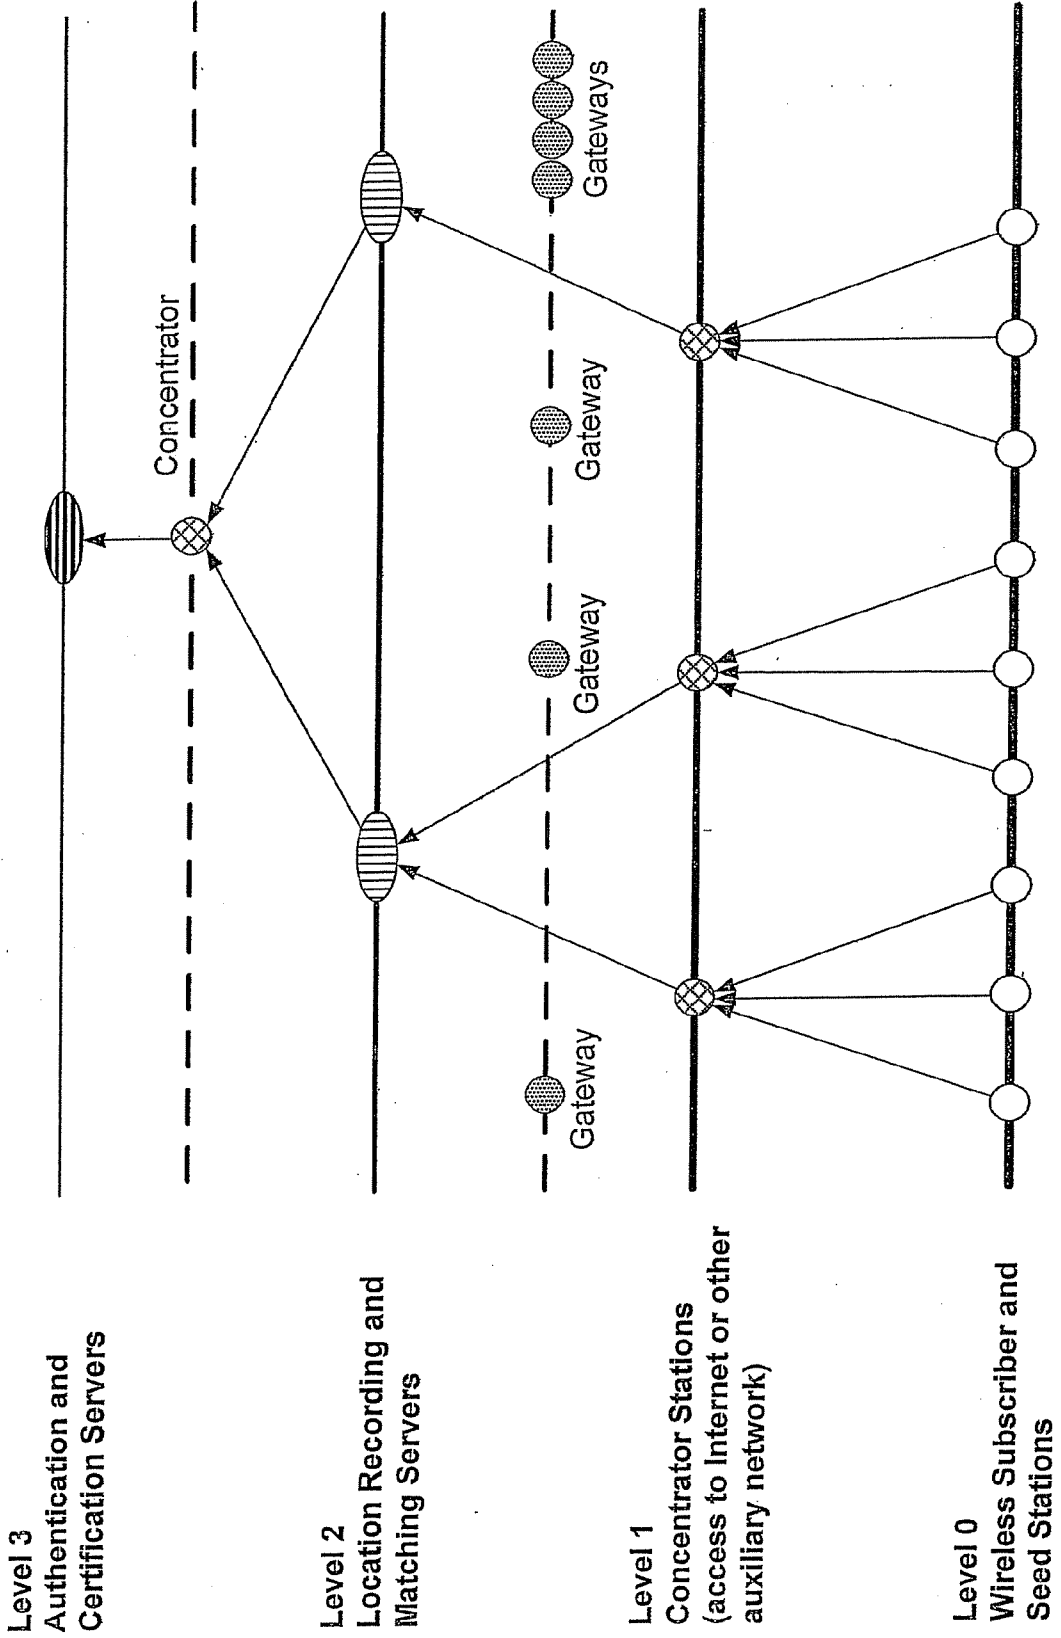 Level 3
Authentication and
Certification Servers
Concentrator
Level 2
Location Recording and
Matching Servers
Gateway
Gateway
Gateway
Gateways
Level 1
Concentrator Stations
(access to Internet or other
auxiliary network)
Level 0
Wireless Subscriber and
Seed Stations